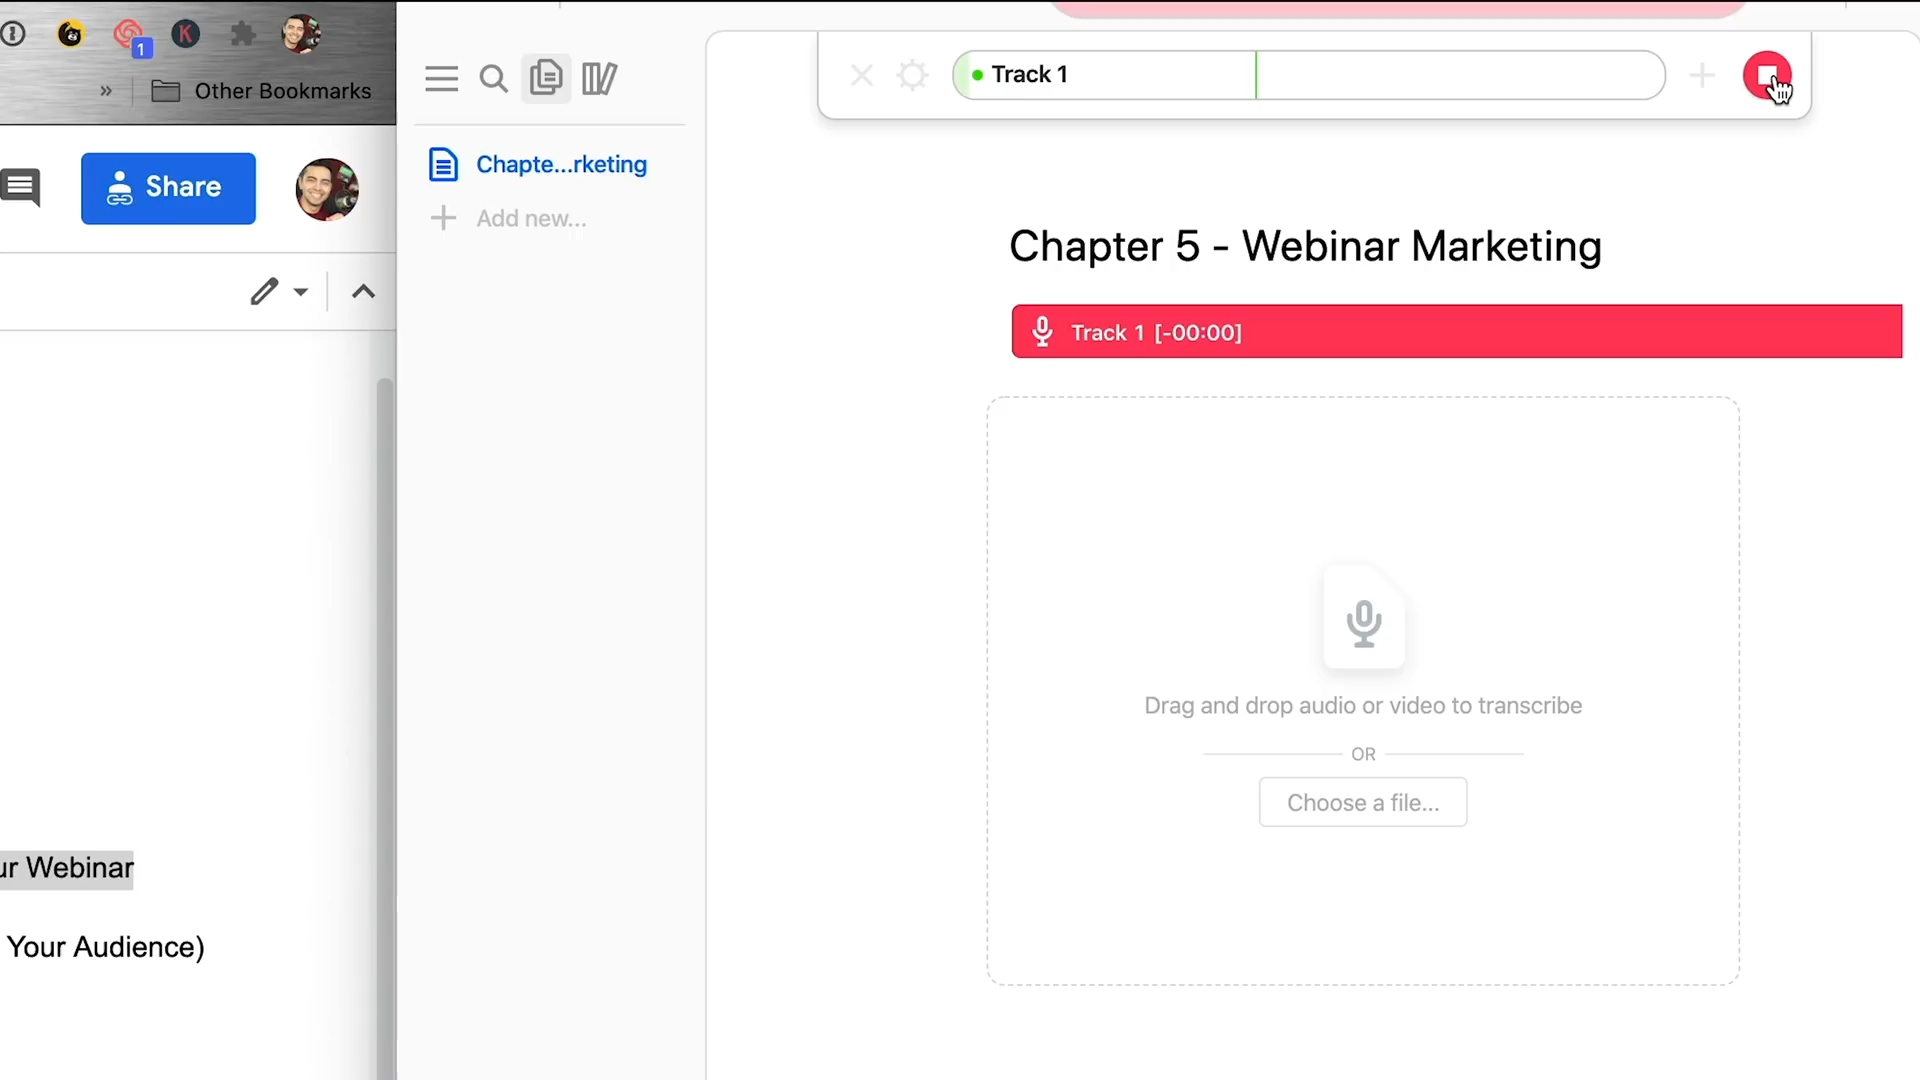 1
K
» Other Bookmarks
Share
ur Webinar
Your Audience)
Chapte...rketing
Add new...
Track 1
Chapter 5 - Webinar Marketing
Track 1 [-00:00]
Drag and drop audio or video to transcribe
OR
Choose a file...